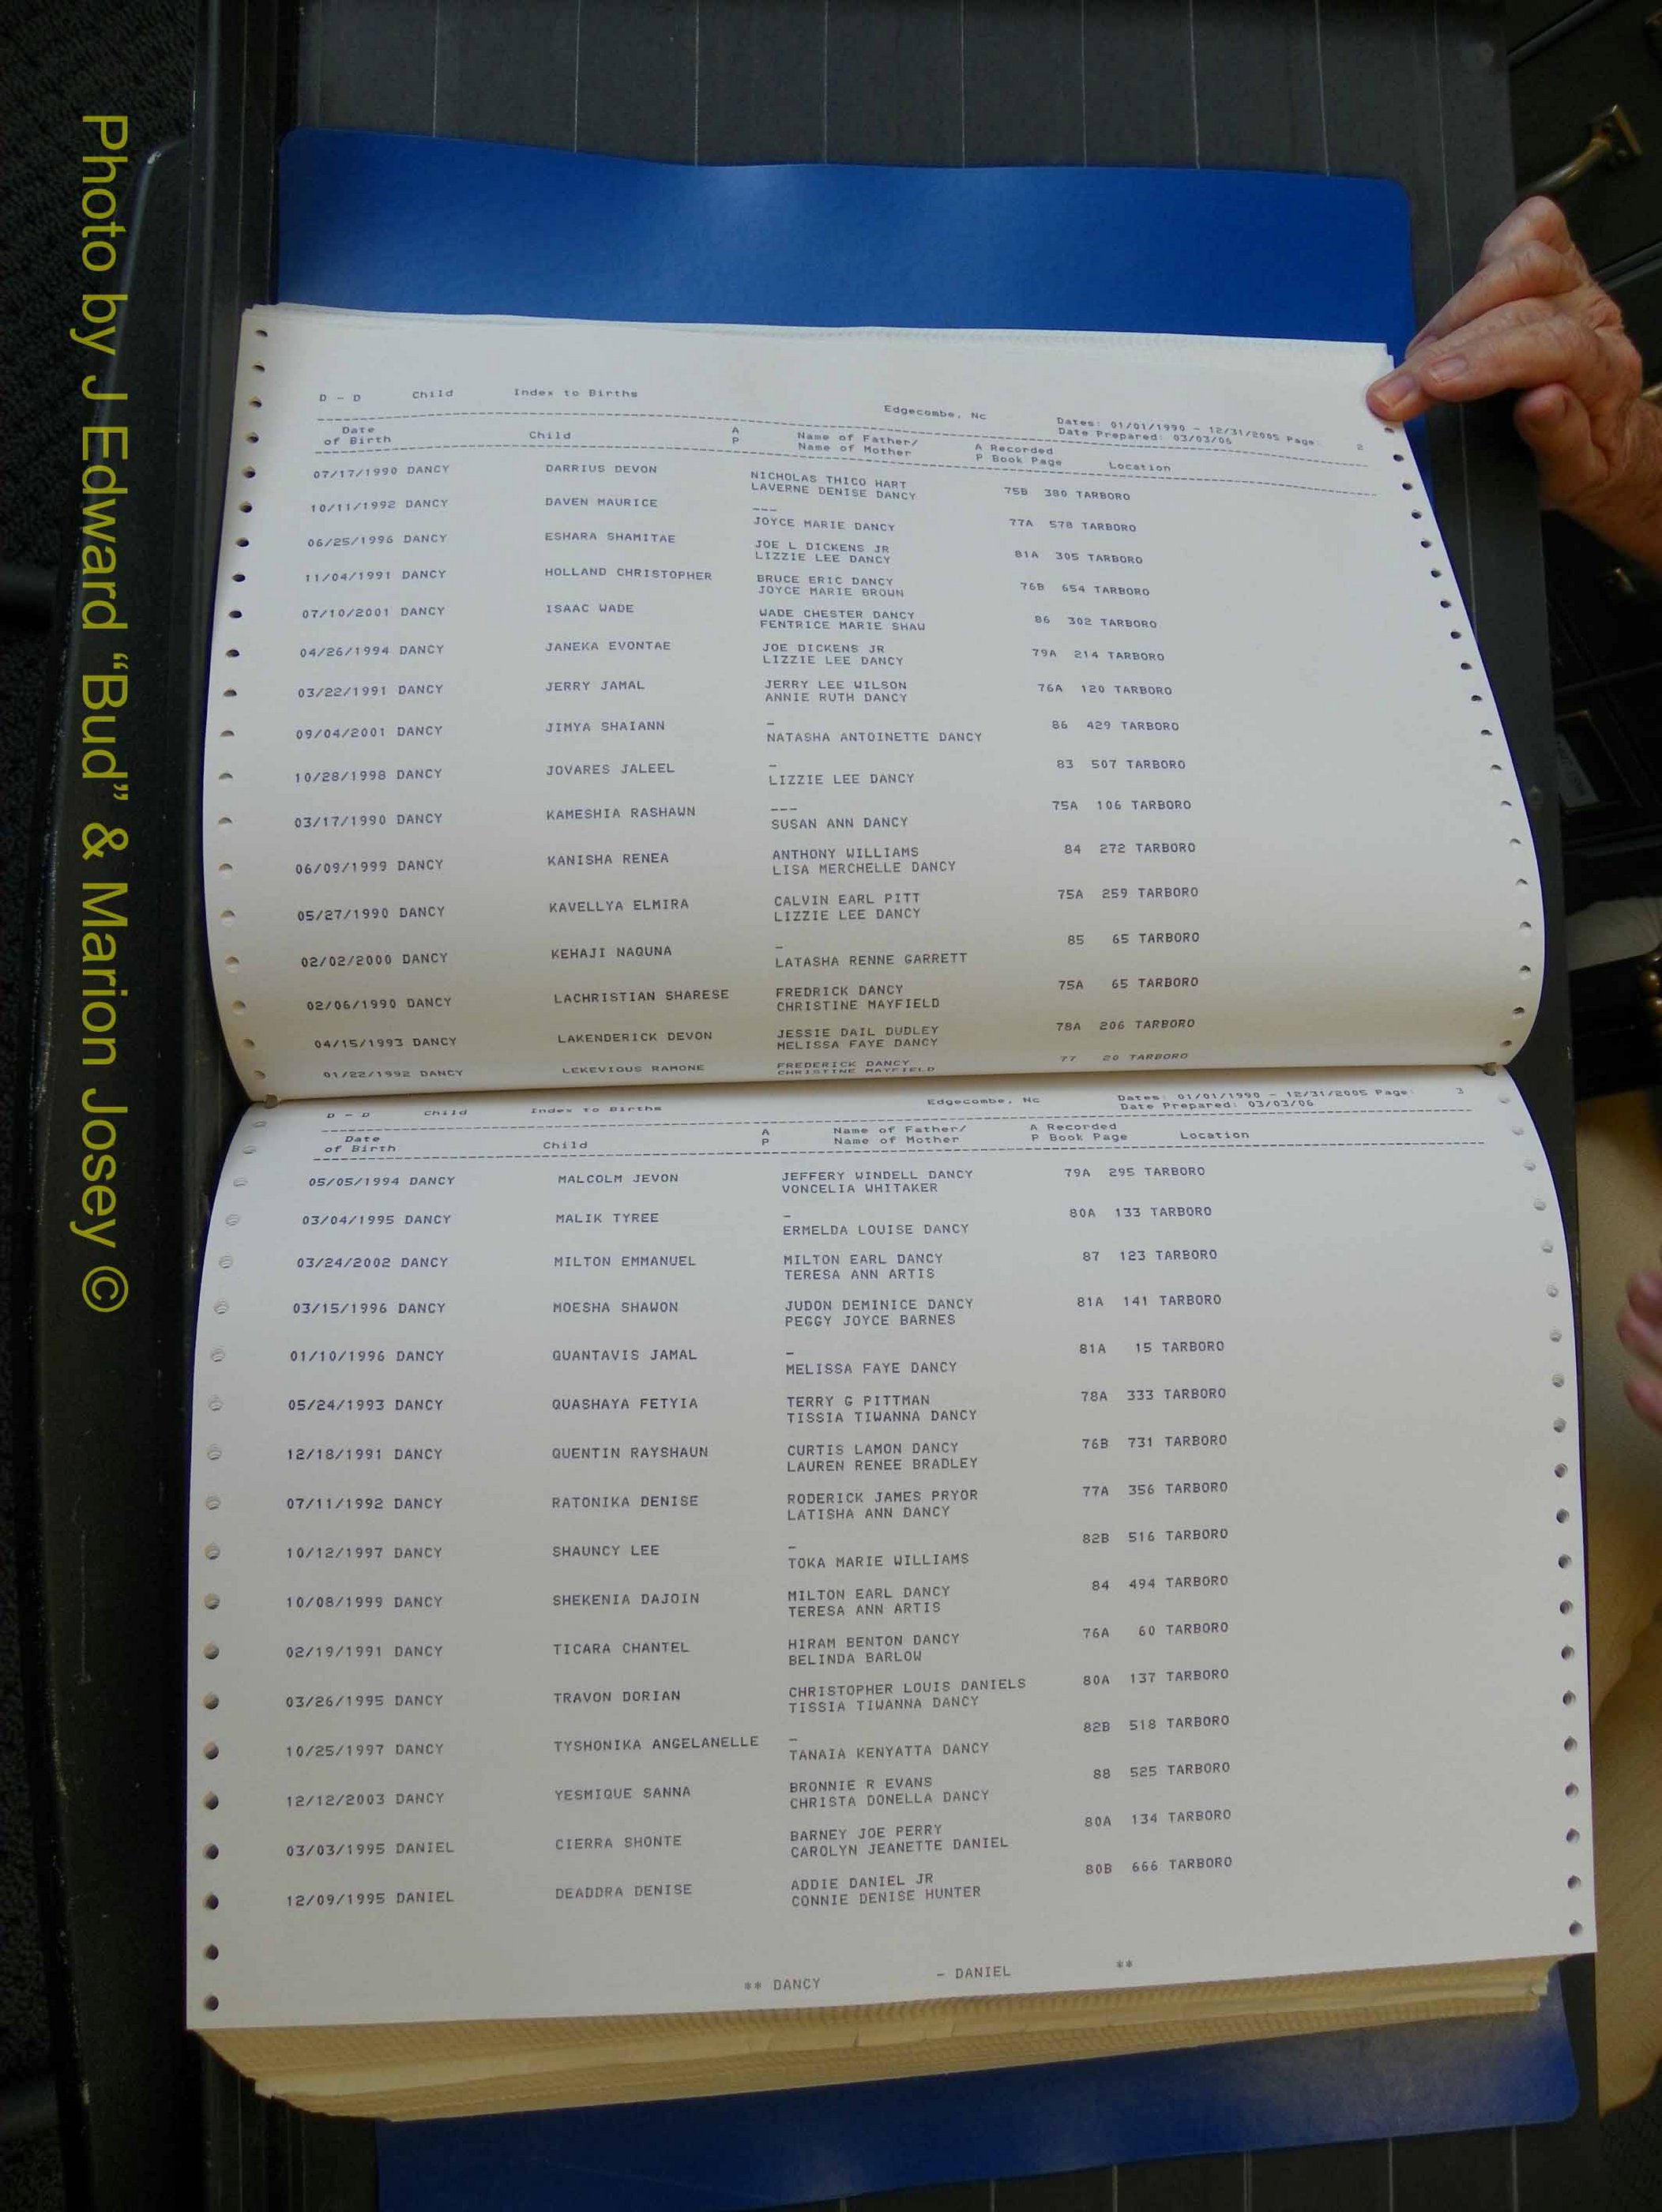 Photo by J Edward “Bud” & Marion Josey ©
D - D Child Index to Births Edgecombe, Nc Dates: 01/01/1990 - 12/31/2005 Page: 2
Date Prepared: 03/03/06
Date Child A Name of Father/ A Recorded Location
of Birth P Name of Mother P Book Page
07/17/1990 DANCY DARRIUS DEVON NICHOLAS THICO HART 75B 380 TARBORO
LAVERNE DENISE DANCY
10/11/1992 DANCY DAVEN MAURICE --- 77A 578 TARBORO
JOYCE MARIE DANCY
06/25/1996 DANCY ESHARA SHAMITAE JOE L DICKENS JR 81A 305 TARBORO
LIZZIE LEE DANCY
11/04/1991 DANCY HOLLAND CHRISTOPHER BRUCE ERIC DANCY 76B 654 TARBORO
JOYCE MARIE BROWN
07/10/2001 DANCY ISAAC WADE WADE CHESTER DANCY 86 302 TARBORO
FENTRICE MARIE SHAW
04/26/1994 DANCY JANEKA EVONTAE JOE DICKENS JR 79A 214 TARBORO
LIZZIE LEE DANCY
03/22/1991 DANCY JERRY JAMAL JERRY LEE WILSON 76A 120 TARBORO
ANNIE RUTH DANCY
09/04/2001 DANCY JIMYA SHAIANN - 86 429 TARBORO
NATASHA ANTOINETTE DANCY
10/28/1998 DANCY JOVARES JALEEL - 83 507 TARBORO
LIZZIE LEE DANCY
03/17/1990 DANCY KAMESHIA RASHAWN --- 75A 106 TARBORO
SUSAN ANN DANCY
06/09/1999 DANCY KANISHA RENEA ANTHONY WILLIAMS 84 272 TARBORO
LISA MERCHELLE DANCY
05/27/1990 DANCY KAVELLYA ELMIRA CALVIN EARL PITT 75A 259 TARBORO
LIZZIE LEE DANCY
02/02/2000 DANCY KEHAJI NAQUNA - 85 65 TARBORO
LATASHA RENNE GARRETT
02/06/1990 DANCY LACHRISTIAN SHARESE FREDRICK DANCY 75A 65 TARBORO
CHRISTINE MAYFIELD
04/15/1993 DANCY LAKENDERICK DEVON JESSIE DAIL DUDLEY 78A 206 TARBORO
MELISSA FAYE DANCY
01/22/1992 DANCY LEKEVIOUS RAMONE FREDERICK DANCY 77 20 TARBORO
CHRISTINE MAYFIELD
D - D Child Index to Births Edgecombe, Nc Dates: 01/01/1990 - 12/31/2005 Page: 3
Date Prepared: 03/03/06
Date Child A Name of Father/ A Recorded Location
of Birth P Name of Mother P Book Page
05/05/1994 DANCY MALCOLM JEVON JEFFERY WINDELL DANCY 79A 295 TARBORO
VONCELIA WHITAKER
03/04/1995 DANCY MALIK TYREE - 80A 133 TARBORO
ERMELDA LOUISE DANCY
03/24/2002 DANCY MILTON EMMANUEL MILTON EARL DANCY 87 123 TARBORO
TERESA ANN ARTIS
03/15/1996 DANCY MOESHA SHAWON JUDON DEMINICE DANCY 81A 141 TARBORO
PEGGY JOYCE BARNES
01/10/1996 DANCY QUANTAVIS JAMAL - 81A 15 TARBORO
MELISSA FAYE DANCY
05/24/1993 DANCY QUASHAYA FETYIA TERRY G PITTMAN 78A 333 TARBORO
TISSIA TIWANNA DANCY
12/18/1991 DANCY QUENTIN RAYSHAUN CURTIS LAMON DANCY 76B 731 TARBORO
LAUREN RENEE BRADLEY
07/11/1992 DANCY RATONIKA DENISE RODERICK JAMES PRYOR 77A 356 TARBORO
LATISHA ANN DANCY
10/12/1997 DANCY SHAUNCY LEE - 82B 516 TARBORO
TOKA MARIE WILLIAMS
10/08/1999 DANCY SHEKENIA DAJOIN MILTON EARL DANCY 84 494 TARBORO
TERESA ANN ARTIS
02/19/1991 DANCY TICARA CHANTEL HIRAM BENTON DANCY 76A 60 TARBORO
BELINDA BARLOW
03/26/1995 DANCY TRAVON DORIAN CHRISTOPHER LOUIS DANIELS 80A 137 TARBORO
TISSIA TIWANNA DANCY
10/25/1997 DANCY TYSHONIKA ANGELANELLE - 82B 518 TARBORO
TANAIA KENYATTA DANCY
12/12/2003 DANCY YESMIQUE SANNA BRONNIE R EVANS 88 525 TARBORO
CHRISTA DONELLA DANCY
03/03/1995 DANIEL CIERRA SHONTE BARNEY JOE PERRY 80A 134 TARBORO
CAROLYN JEANETTE DANIEL
12/09/1995 DANIEL DEADDRA DENISE ADDIE DANIEL JR 80B 666 TARBORO
CONNIE DENISE HUNTER
** DANCY - DANIEL **